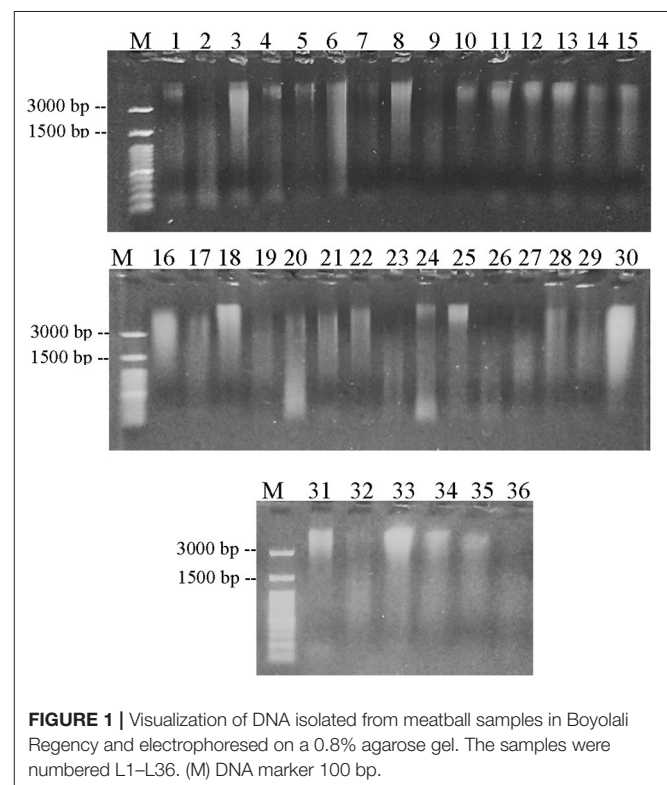 M 1 2 3 4 5 6 7 8 9 10 11 12 13 14 15
3000 bp --
1500 bp --
M 16 17 18 19 20 21 22 23 24 25 26 27 28 29 30
3000 bp --
1500 bp --
M 31 32 33 34 35 36
3000 bp --
1500 bp --
FIGURE 1 | Visualization of DNA isolated from meatball samples in Boyolali
Regency and electrophoresed on a 0.8% agarose gel. The samples were
numbered L1–L36. (M) DNA marker 100 bp.